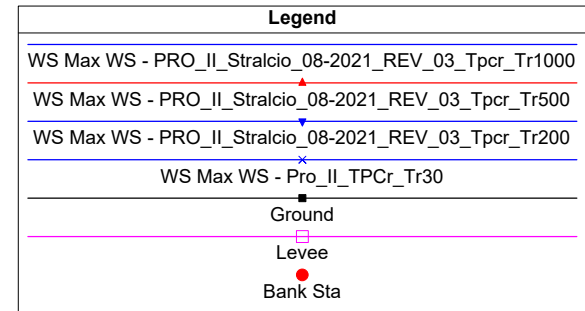 Legend
WS Max WS - PRO_II_Stralcio_08-2021_REV_03_Tpcr_Tr1000
WS Max WS - PRO_II_Stralcio_08-2021_REV_03_Tpcr_Tr500
WS Max WS - PRO_II_Stralcio_08-2021_REV_03_Tpcr_Tr200
WS Max WS - Pro_II_TPCr_Tr30
Ground
Levee
Bank Sta